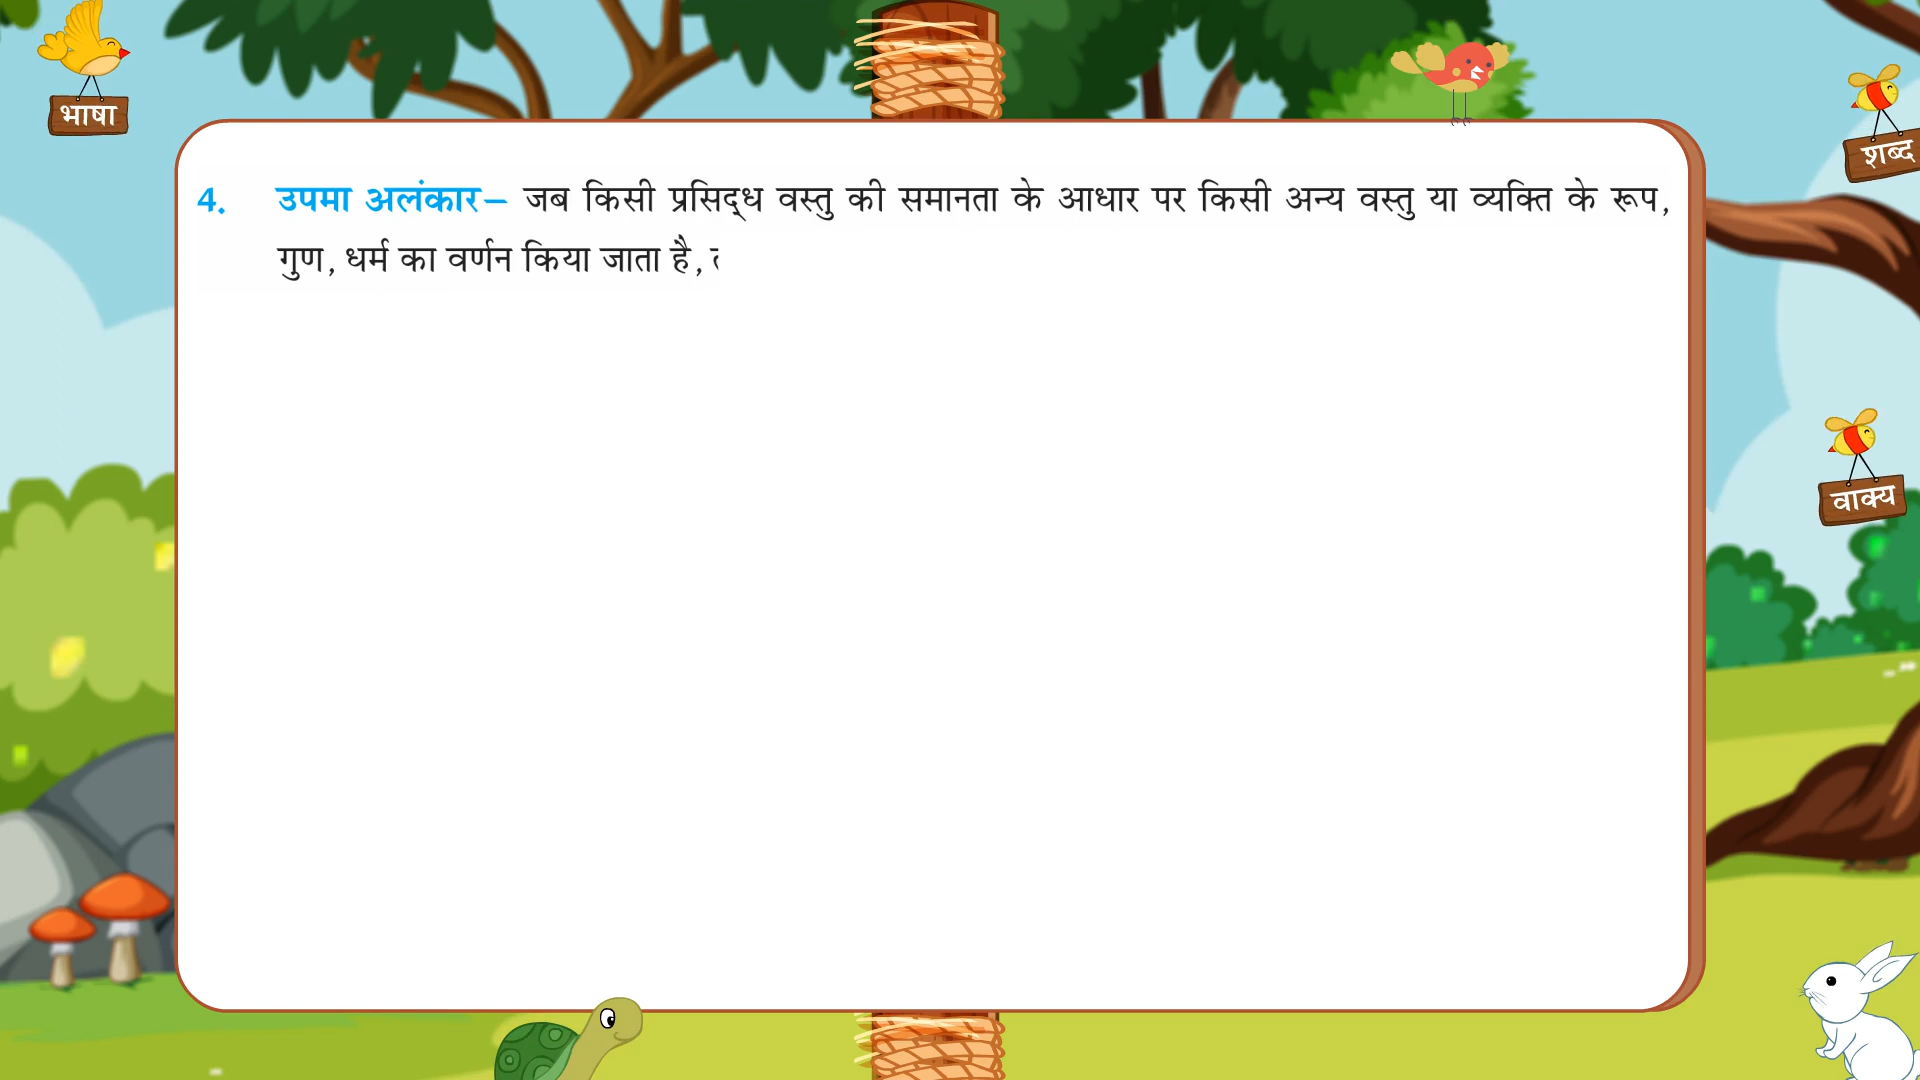 भाषा
शब्द
4. उपमा अलंकार– जब किसी प्रसिद्ध वस्तु की समानता के आधार पर किसी अन्य वस्तु या व्यक्ति के रूप,
गुण, धर्म का वर्णन किया जाता है,
वाक्य